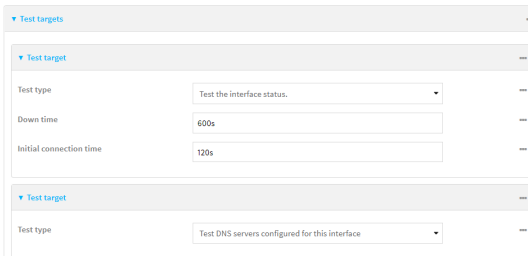 Test targets
Test target
Test type
Test the interface status.
Down time
600s
Initial connection time
120s
Test target
Test type
Test DNS servers configured for this interface